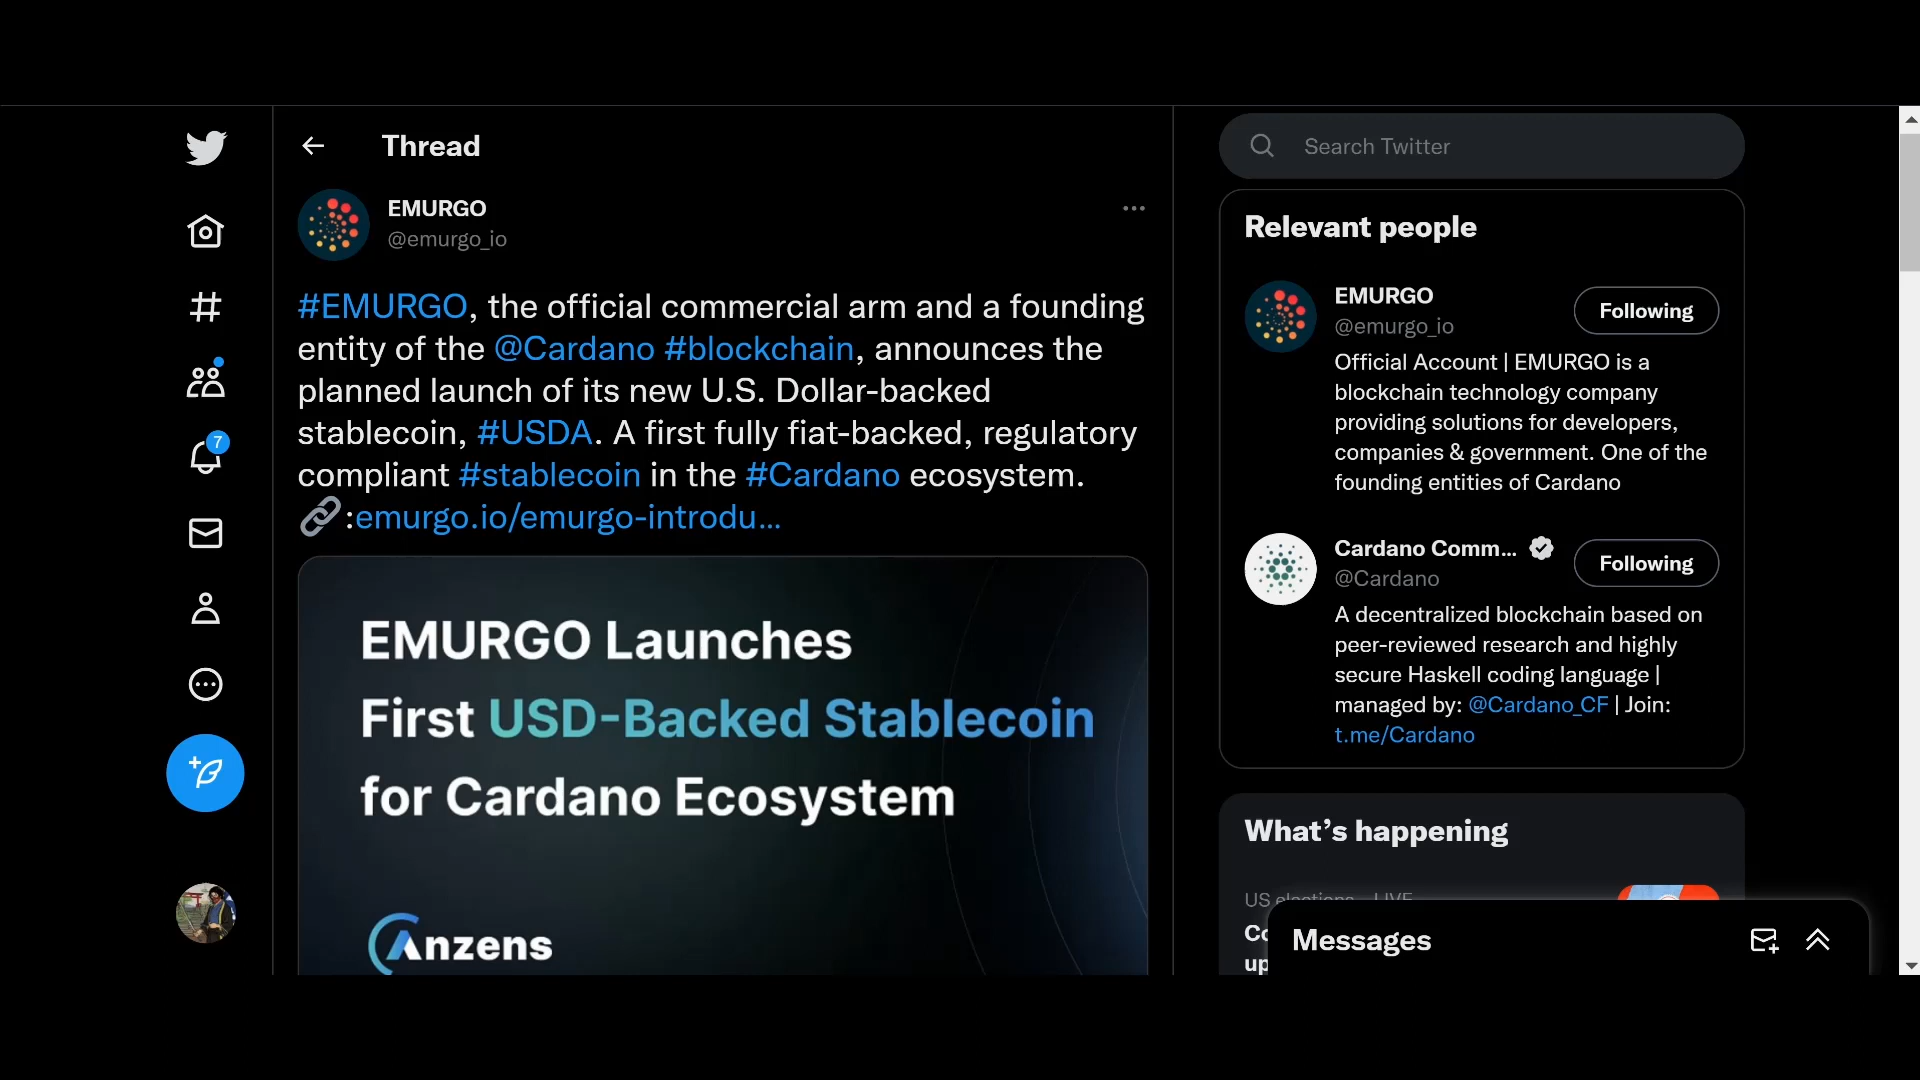 Thread
EMURGO
@emurgo_io
#EMURGO, the official commercial arm and a founding
entity of the @Cardano #blockchain, announces the
planned launch of its new U.S. Dollar-backed
stablecoin, #USDA. A first fully fiat-backed, regulatory
compliant #stablecoin in the #Cardano ecosystem.
:emurgo.io/emurgo-introdu...
EMURGO Launches
First USD-Backed Stablecoin
for Cardano Ecosystem
Anzens
7
Search Twitter
Relevant people
EMURGO
@emurgo_io
Following
Official Account | EMURGO is a
blockchain technology company
providing solutions for developers,
companies & government. One of the
founding entities of Cardano
Cardano Comm...
@Cardano
Following
A decentralized blockchain based on
peer-reviewed research and highly
secure Haskell coding language |
managed by: @Cardano_CF | Join:
t.me/Cardano
What’s happening
US elections LIVE
up
Messages